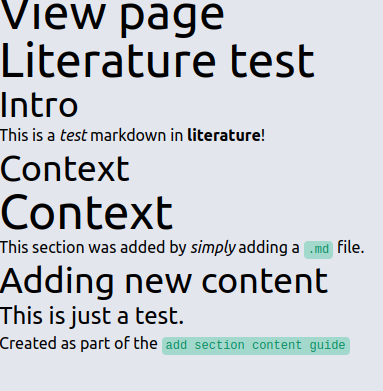 View page
Literature test
Intro
This is a test markdown in literature!
Context
Context
This section was added by simply adding a .md file.
Adding new content
This is just a test.
Created as part of the add section content guide